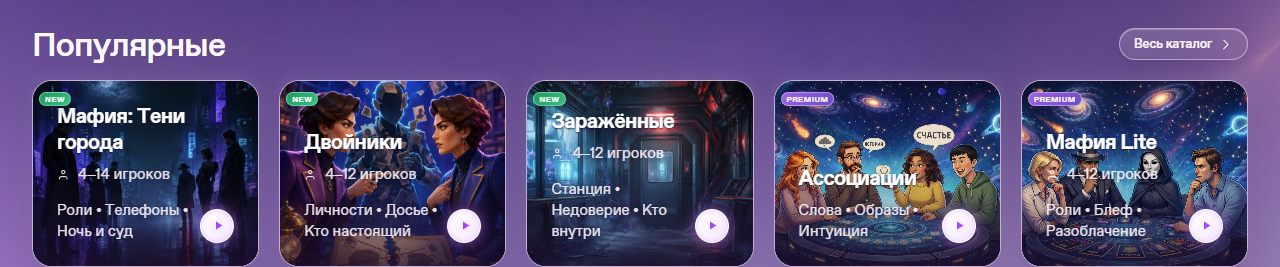 Популярные
Весь каталог
NEW
Мафия: Тени
города
4–14 игроков
Роли • Телефоны •
Ночь и суд
NEW
Двойники
4–12 игроков
Личности • Досье •
Кто настоящий
NEW
Заражённые
4–12 игроков
Станция •
Недоверие • Кто
внутри
PREMIUM
СЧАСТЬЕ
Ассоциации
Слова • Образы •
Интуиция
PREMIUM
Мафия Lite
4–12 игроков
Роли • Блеф •
Разоблачение